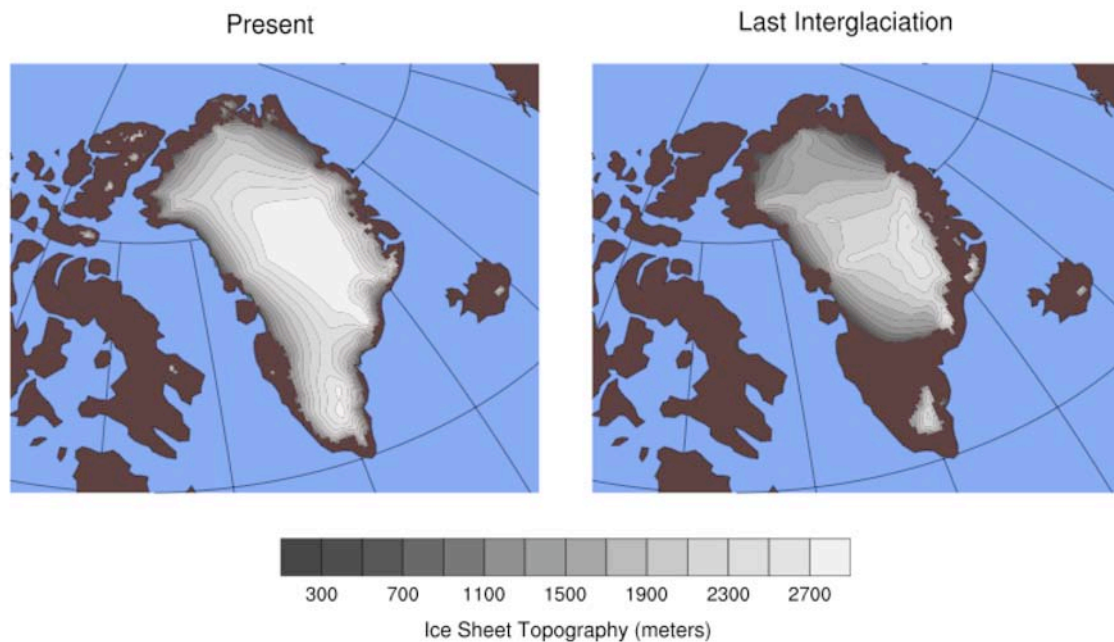 Present
Last Interglaciation
300 700 1100 1500 1900 2300 2700
Ice Sheet Topography (meters)